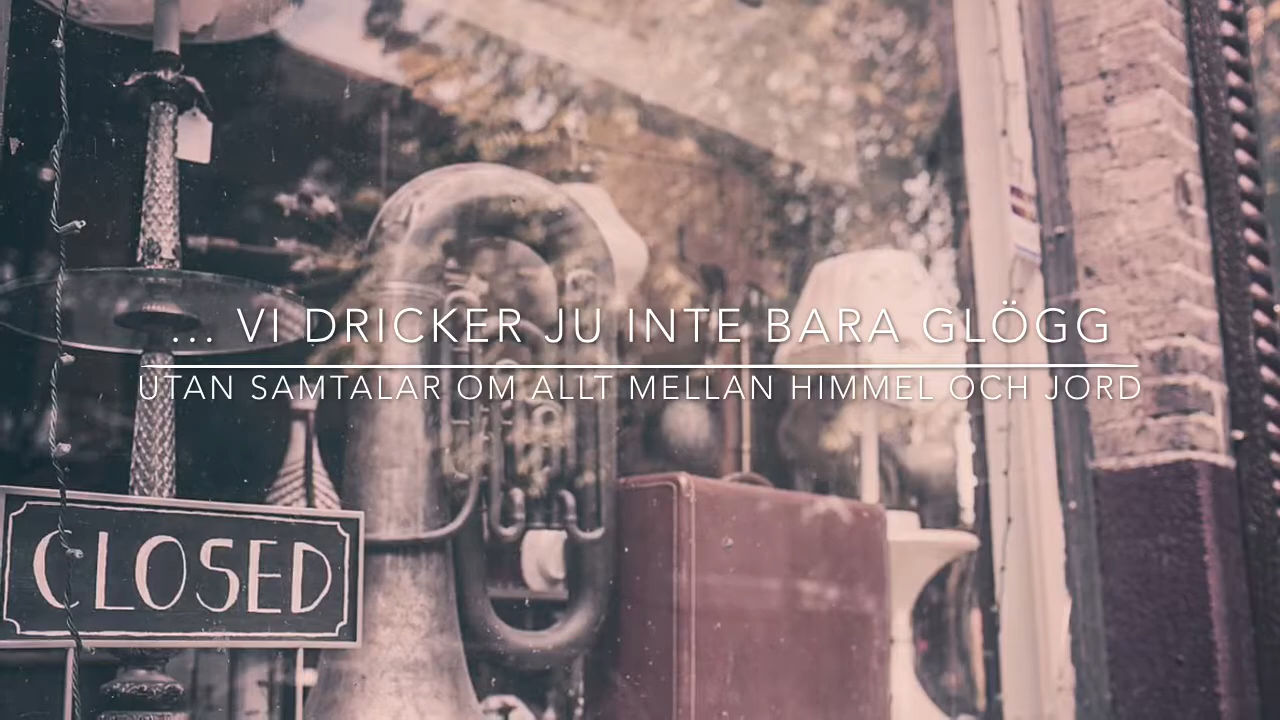 ... VI DRICKER JU INTE BARA GLÖGG
UTAN SAMTALAR OM ALLT MELLAN HIMMEL OCH JORD
CLOSED